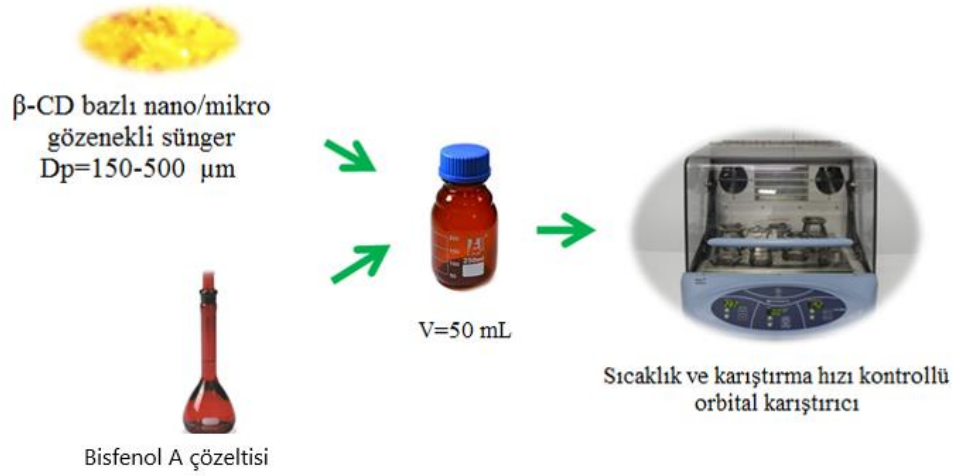 β-CD bazlı nano/mikro
gözenekli sünger
Dp=150-500 µm
250ml
V=50 mL
Sıcaklık ve karıştırma hızı kontrollü
orbital karıştırıcı
Bisfenol A çözeltisi